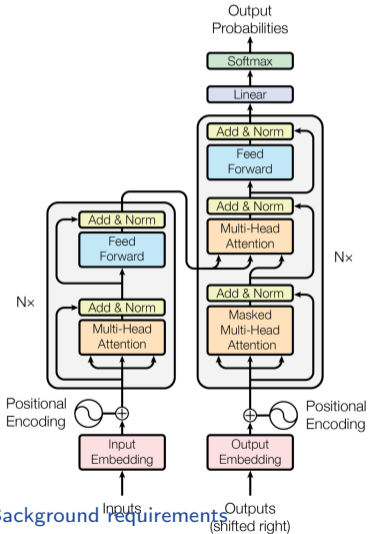 Output
Probabilities
Softmax
Linear
Add & Norm
Feed
Forward
Add & Norm
Multi-Head
Attention
Add & Norm
Masked
Multi-Head
Attention
Nx
Positional
Encoding
Output
Embedding
Outputs
(shifted right)
Add & Norm
Feed
Forward
Add & Norm
Multi-Head
Attention
Nx
Positional
Encoding
Input
Embedding
Inputs
Background requirements